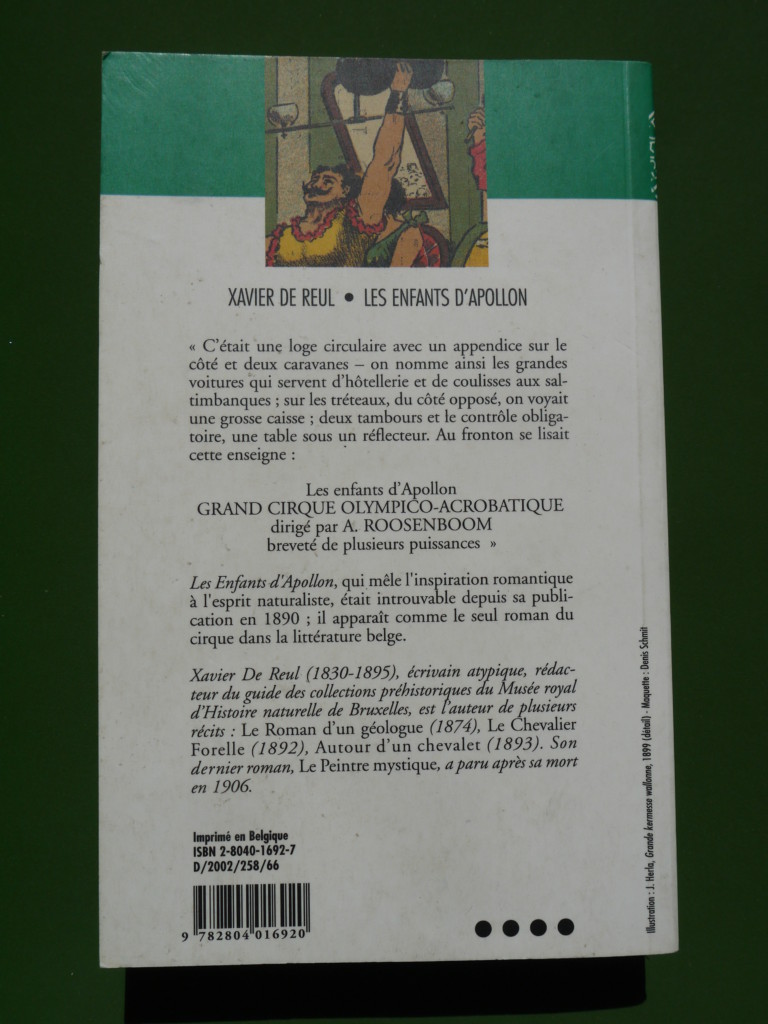 XAVIER DE REUL • LES ENFANTS D'APOLLON
« C'était une loge circulaire avec un appendice sur le
côté et deux caravanes – on nomme ainsi les grandes
voitures qui servent d'hôtellerie et de coulisses aux sal-
timbanques ; sur les tréteaux, du côté opposé, on voyait
une grosse caisse ; deux tambours et le contrôle obliga-
toire, une table sous un réflecteur. Au fronton se lisait
cette enseigne :
Les enfants d'Apollon
GRAND CIRQUE OLYMPICO-ACROBATIQUE
dirigé par A. ROOSENBOOM
breveté de plusieurs puissances »
Les Enfants d'Apollon, qui mêle l'inspiration romantique
à l'esprit naturaliste, était introuvable depuis sa publi-
cation en 1890 ; il apparaît comme le seul roman du
cirque dans la littérature belge.
Xavier De Reul (1830-1895), écrivain atypique, rédac-
teur du guide des collections préhistoriques du Musée royal
d'Histoire naturelle de Bruxelles, est l'auteur de plusieurs
récits : Le Roman d'un géologue (1874), Le Chevalier
Forelle (1892), Autour d'un chevalet (1893). Son
dernier roman, Le Peintre mystique, a paru après sa mort
en 1906.
Imprimé en Belgique
ISBN 2-8040-1692-7
D/2002/258/66
9 782804 016920
Illustration : J. Herla, Grande kermesse wallonne, 1899 (détail) - Maquette : Denis Schmit